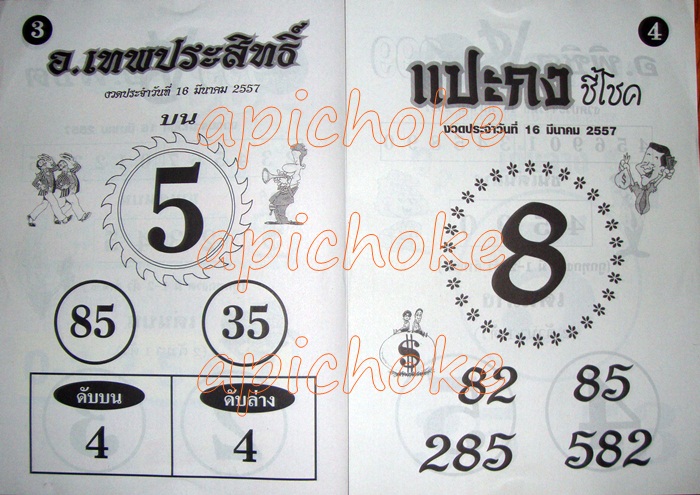 3
อ.เทพประสิทธิ์
งวดประจำวันที่ 16 มีนาคม 2557
บน
5
85 35
ดับบน ดับล่าง
4 4
4
แปะกง ชี้โชค
งวดประจำวันที่ 16 มีนาคม 2557
8
$
82 85
285 582
apichoke
apichoke
apichoke